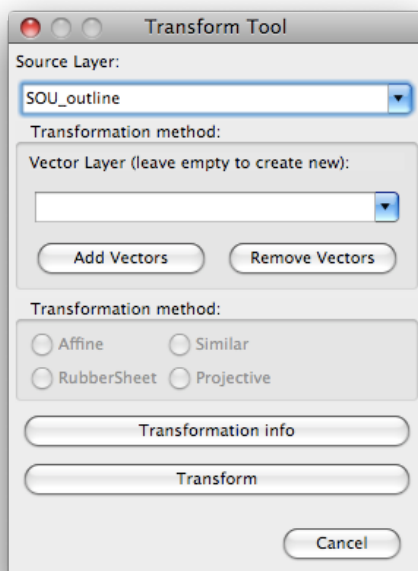 Transform Tool
Source Layer:
SOU_outline
Transformation method:
Vector Layer (leave empty to create new):
Add Vectors Remove Vectors
Transformation method:
Affine Similar
RubberSheet Projective
Transformation info
Transform
Cancel